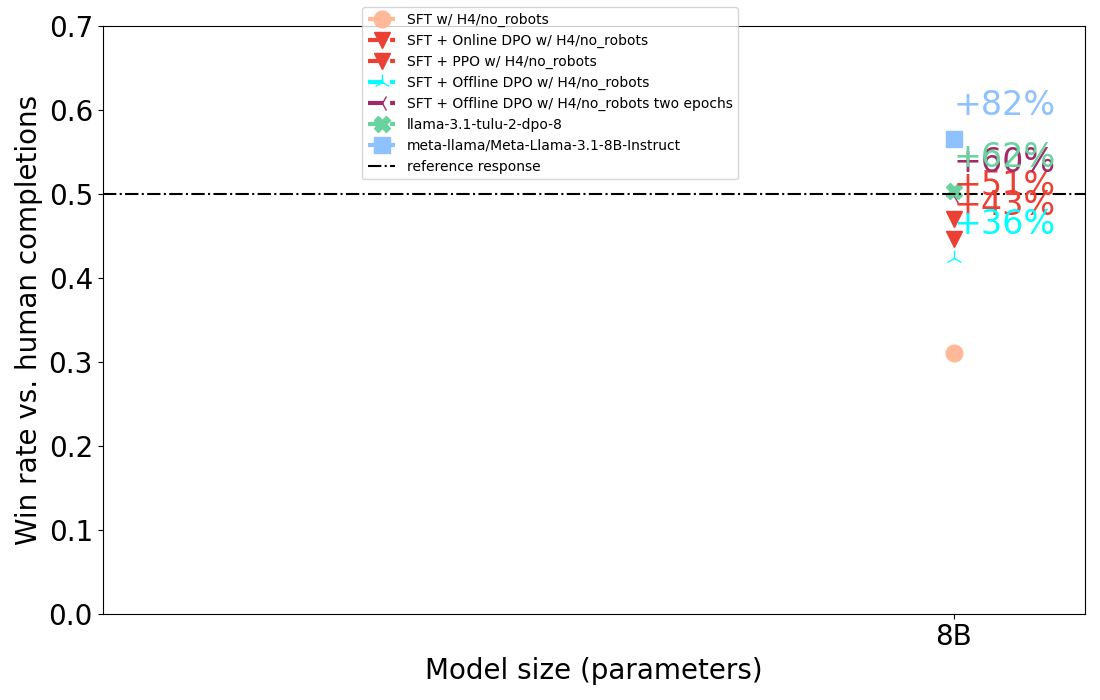 SFT w/ H4/no_robots
SFT + Online DPO w/ H4/no_robots
SFT + PPO w/ H4/no_robots
SFT + Offline DPO w/ H4/no_robots
SFT + Offline DPO w/ H4/no_robots two epochs
llama-3.1-tulu-2-dpo-8
meta-llama/Meta-Llama-3.1-8B-Instruct
reference response
Win rate vs. human completions
0.7
0.6
0.5
0.4
0.3
0.2
0.1
0.0
+82%
+62%
+60%
+51%
+43%
+36%
8B
Model size (parameters)